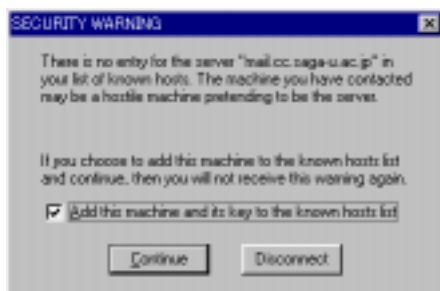 SECURITY WARNING
There is no entry for the server "mail.cc.saga-u.ac.jp" in
your list of known hosts. The machine you have contacted
may be a hostile machine pretending to be the server.
If you choose to add this machine to the known hosts list
and continue, then you will not receive this warning again.
Add this machine and its key to the known hosts list
Continue
Disconnect